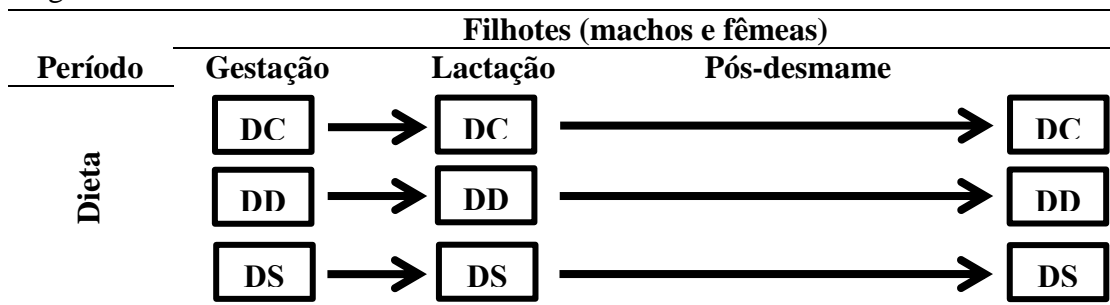 Filhotes (machos e fêmeas)
Período Gestação Lactação Pós-desmame
DC DC DC
Dieta
DD DD DD
DS DS DS